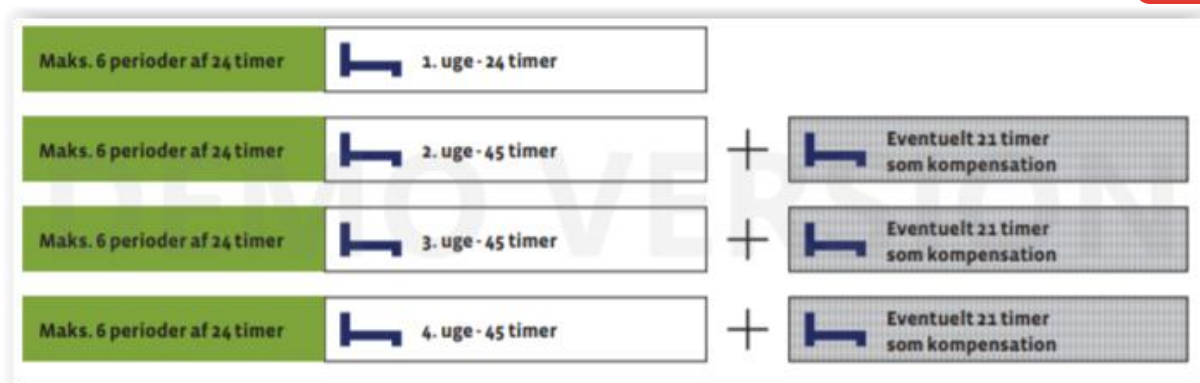 Maks. 6 perioder af 24 timer
1. uge - 24 timer
Maks. 6 perioder af 24 timer
2. uge - 45 timer
+
Eventuelt 21 timer
som kompensation
Maks. 6 perioder af 24 timer
3. uge - 45 timer
+
Eventuelt 21 timer
som kompensation
Maks. 6 perioder af 24 timer
4. uge - 45 timer
+
Eventuelt 21 timer
som kompensation
DEMO VERSION